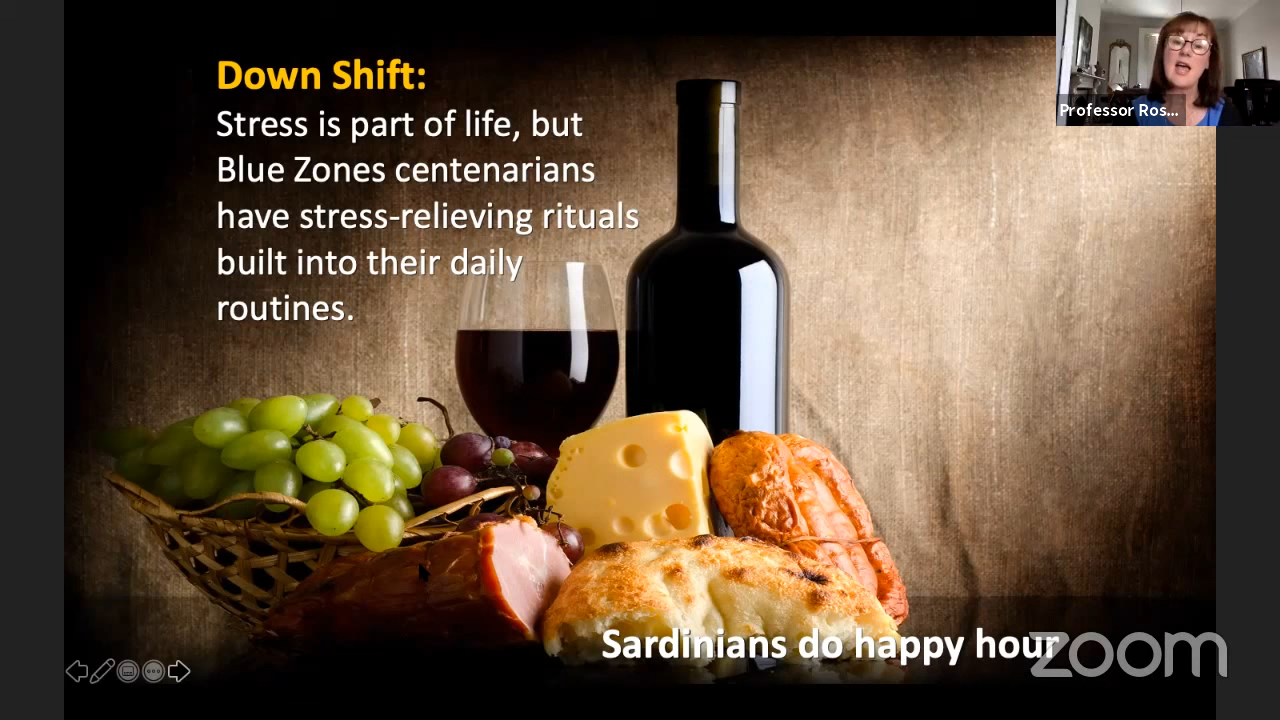 Down Shift:
Stress is part of life, but
Blue Zones centenarians
have stress-relieving rituals
built into their daily
routines.
Professor Ros...
Sardinians do happy hour
zoom